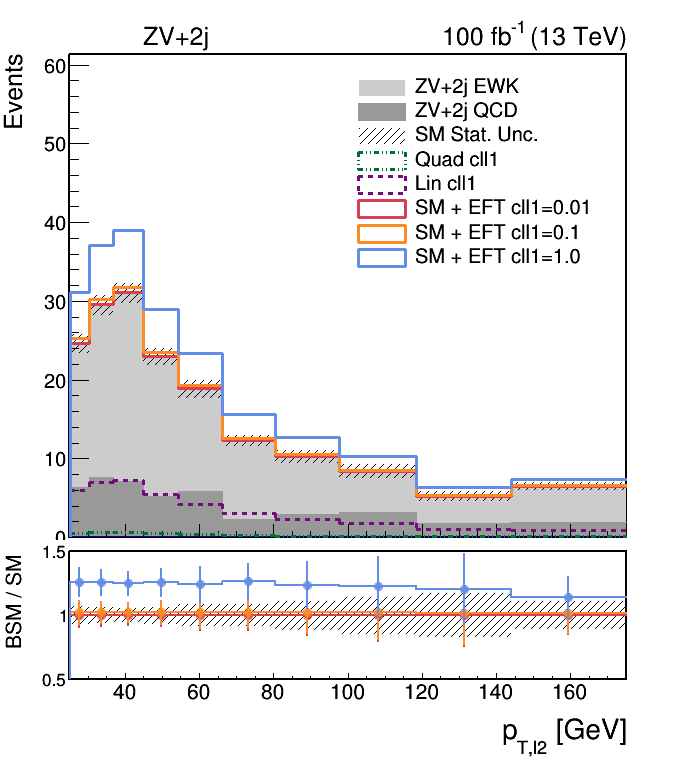 ZV+2j 100 fb⁻¹ (13 TeV)
Events
60
50
40
30
20
10
0
ZV+2j EWK
ZV+2j QCD
SM Stat. Unc.
Quad cll1
Lin cll1
SM + EFT cll1=0.01
SM + EFT cll1=0.1
SM + EFT cll1=1.0
BSM / SM
1.5
1
0.5
40 60 80 100 120 140 160
p_T,l2 [GeV]